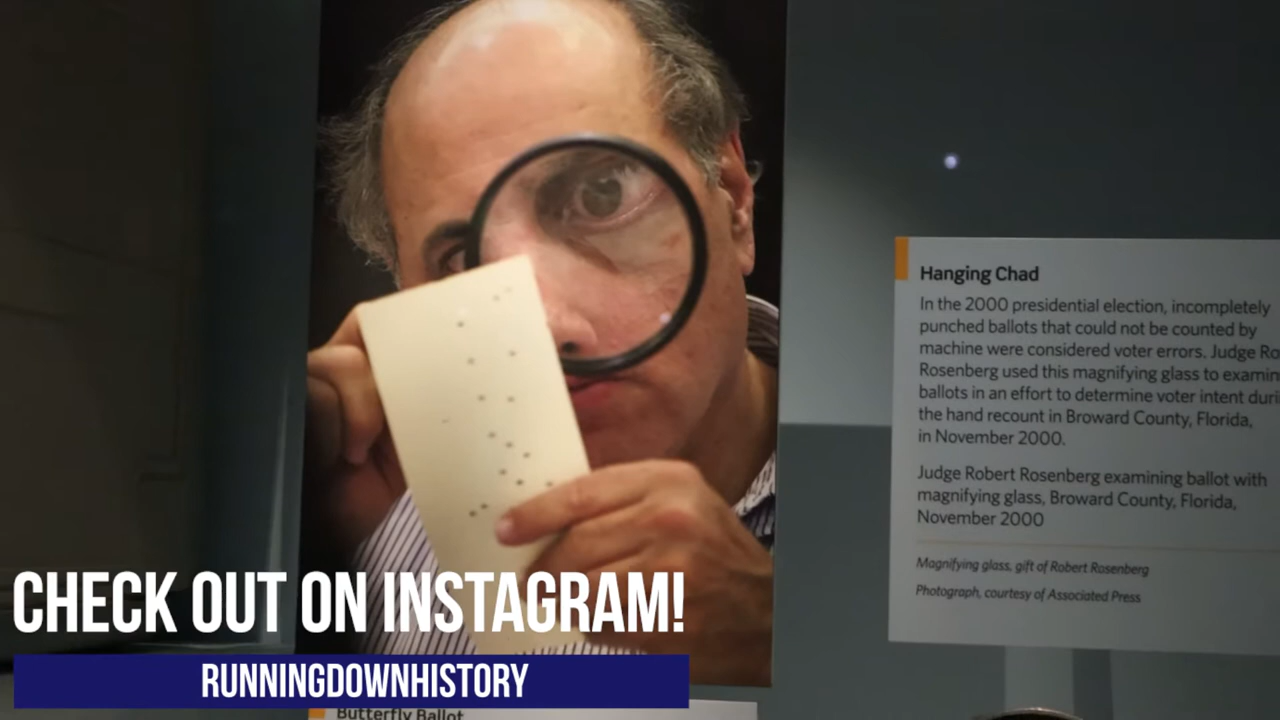 Hanging Chad
In the 2000 presidential election, incompletely
punched ballots that could not be counted by
machine were considered voter errors. Judge
Rosenberg used this magnifying glass to
ballots in an effort to determine voter intent
the hand recount in Broward County, Florida,
in November 2000.
Judge Robert Rosenberg examining ballot with
magnifying glass, Broward County, Florida,
November 2000
Magnifying glass, gift of Robert Rosenberg
Photograph, courtesy of Associated Press
CHECK OUT ON INSTAGRAM!
RUNNINGDOWNHISTORY
Butterfly Ballot